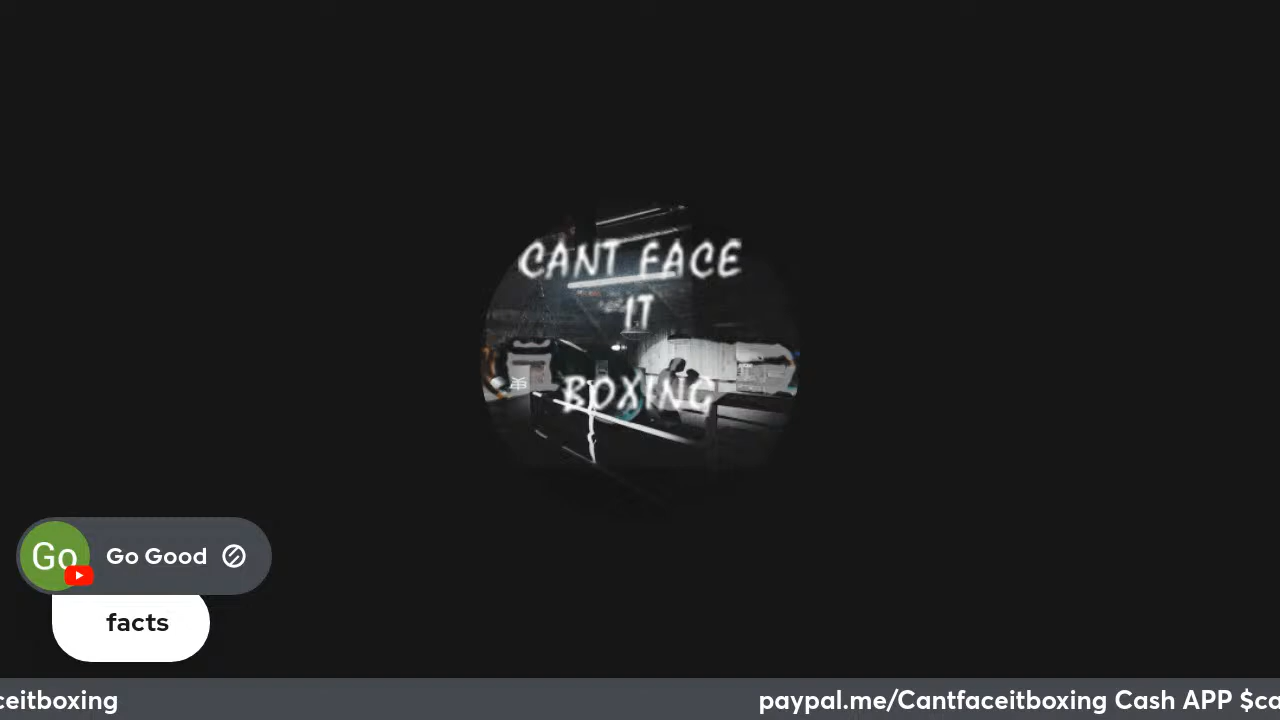 CANT FACE
IT
BOXING
Go
Go Good
facts
ceitboxing
paypal.me/Cantfaceitboxing Cash APP $ca